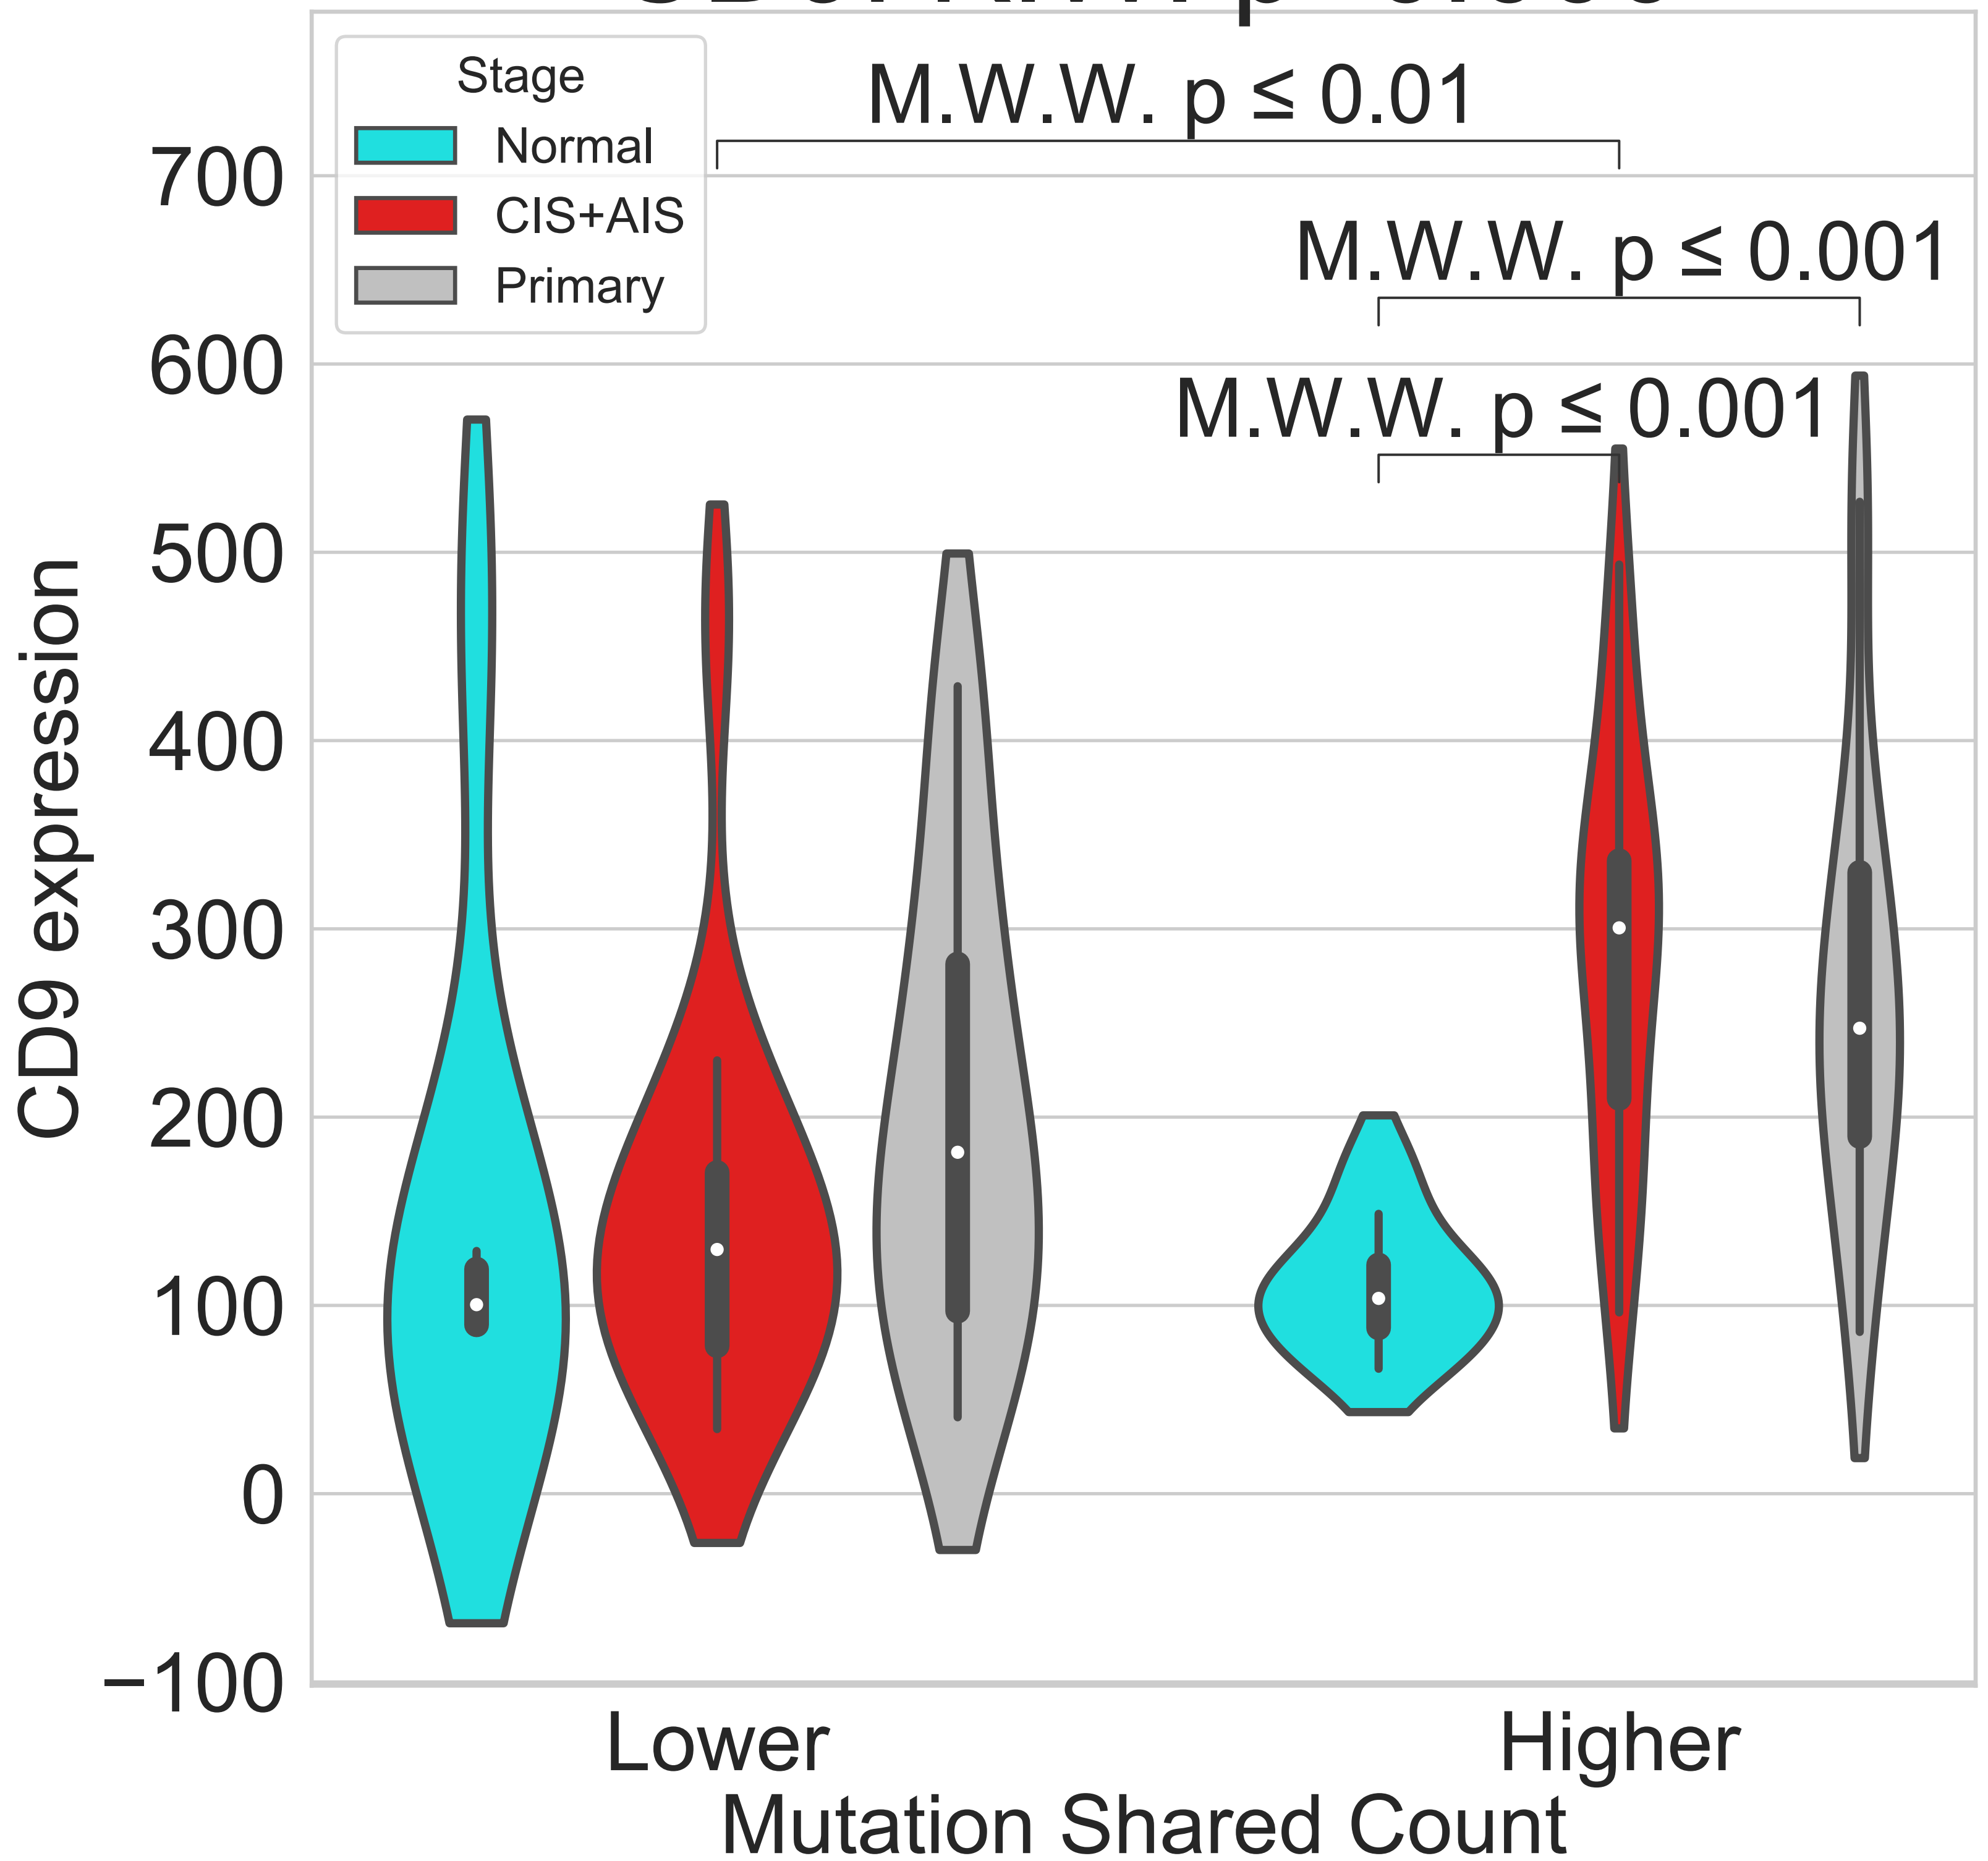 Stage
Normal
CIS+AIS
Primary
M.W.W. p ≤ 0.01
M.W.W. p ≤ 0.001
M.W.W. p ≤ 0.001
700
600
500
400
300
200
100
0
−100
CD9 expression
Lower
Higher
Mutation Shared Count